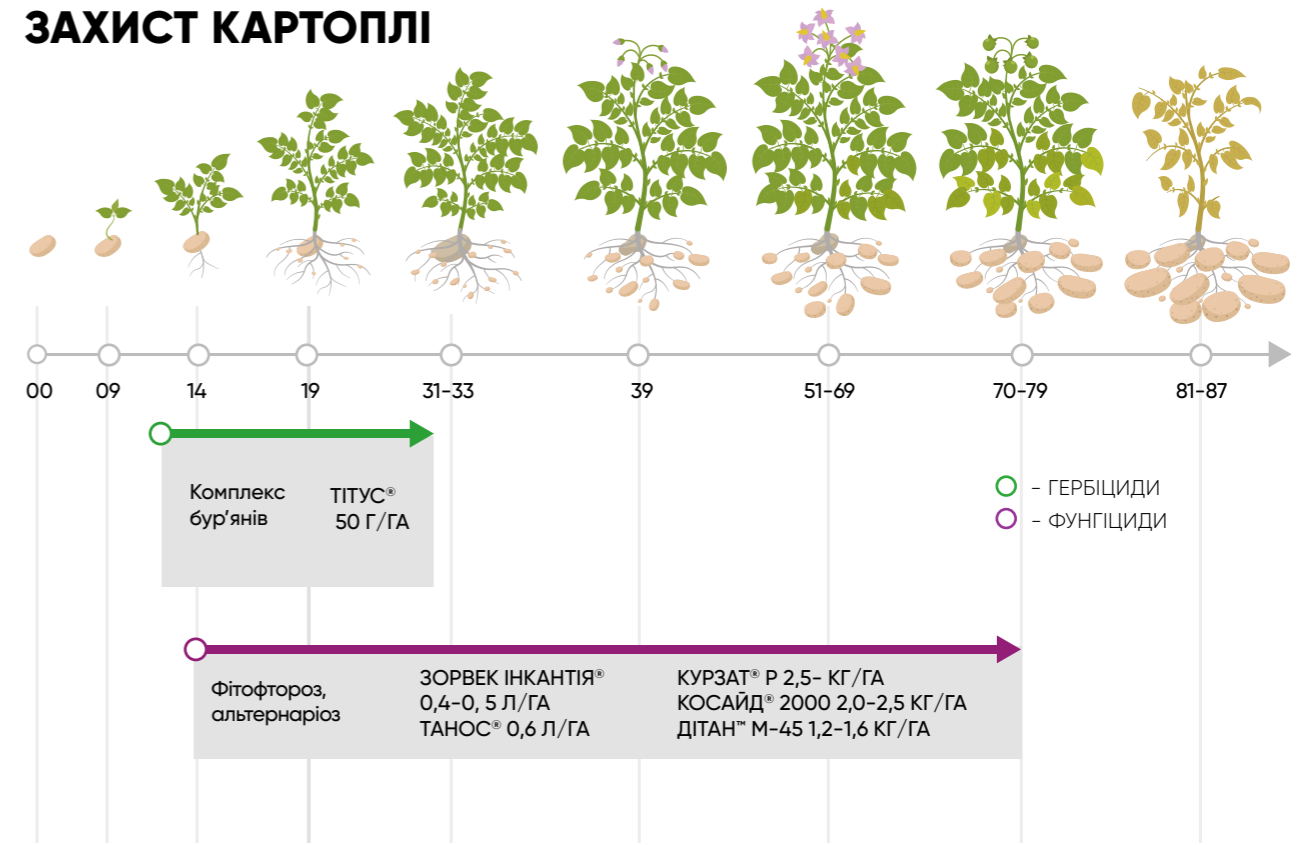 ЗАХИСТ КАРТОПЛІ
00 09 14 19 31-33 39 51-69 70-79 81-87
Комплекс
бур’янів
ТІТУС®
50 Г/ГА
– ГЕРБІЦИДИ
– ФУНГІЦИДИ
Фітофтороз,
альтернаріоз
ЗОРВЕК ІНКАНТІЯ®
0,4-0, 5 Л/ГА
ТАНОС® 0,6 Л/ГА
КУРЗАТ® Р 2,5- КГ/ГА
КОСАЙД® 2000 2,0-2,5 КГ/ГА
ДІТАН™ М-45 1,2-1,6 КГ/ГА